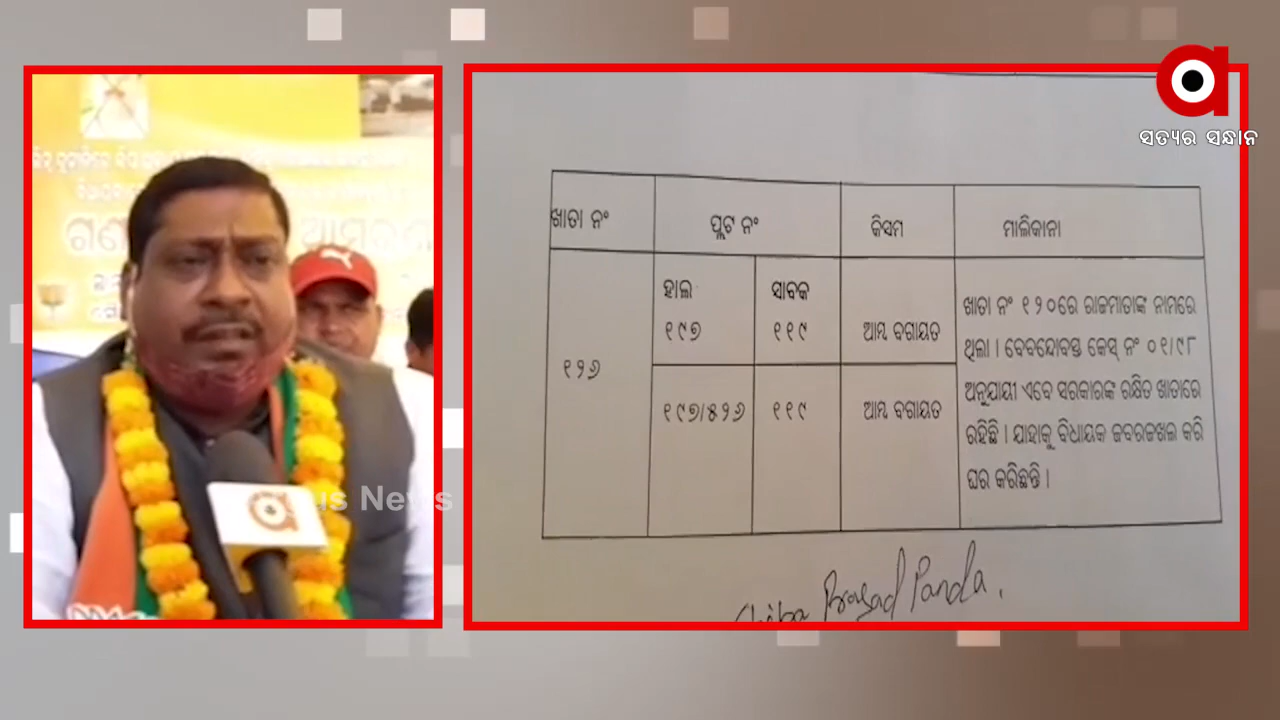 ସତ୍ୟର ସନ୍ଧାନ
ଖାତା ନଂ ପ୍ଲଟ ନଂ କିସମ ମାଲିକାନା
ହାଲ ସାବକ
୧୨୬ ୧୯୭ ୧୧୯ ଆମ୍ବ ବଗାୟତ
୧୯୭/୫୨୬ ୧୧୯ ଆମ୍ବ ବଗାୟତ
ଖାତା ନଂ ୧୨୦ରେ ରାଜମାତାଙ୍କ ନାମରେ
ଥିଲା । ବେବନ୍ଦୋବସ୍ତ କେସ୍ ନଂ ୦୧/୯୮
ଅନୁଯାୟୀ ଏବେ ସରକାରଙ୍କ ରକ୍ଷିତ ଖାତାରେ
ରହିଛି । ଯାହାକୁ ବିଧାୟକ ଜବରଦଖଲ କରି
ଘର କରିଛନ୍ତି ।
Prasad Panda
us News